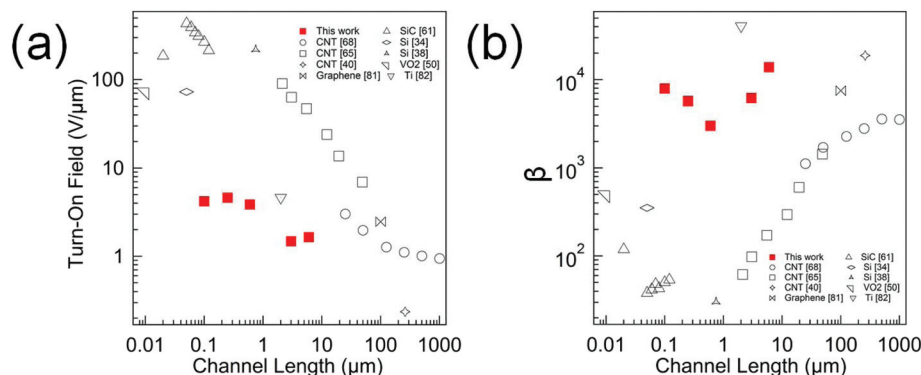 (a)
Turn-On Field (V/μm)
100
10
1
0.01 0.1 1 10 100 1000
Channel Length (μm)
This work
CNT [68]
CNT [65]
CNT [40]
Graphene [81]
SiC [61]
Si [34]
Si [38]
VO2 [50]
Ti [82]
(b)
β
10⁴
10³
10²
0.01 0.1 1 10 100 1000
Channel Length (μm)
This work
CNT [68]
CNT [65]
CNT [40]
Graphene [81]
SiC [61]
Si [34]
Si [38]
VO2 [50]
Ti [82]